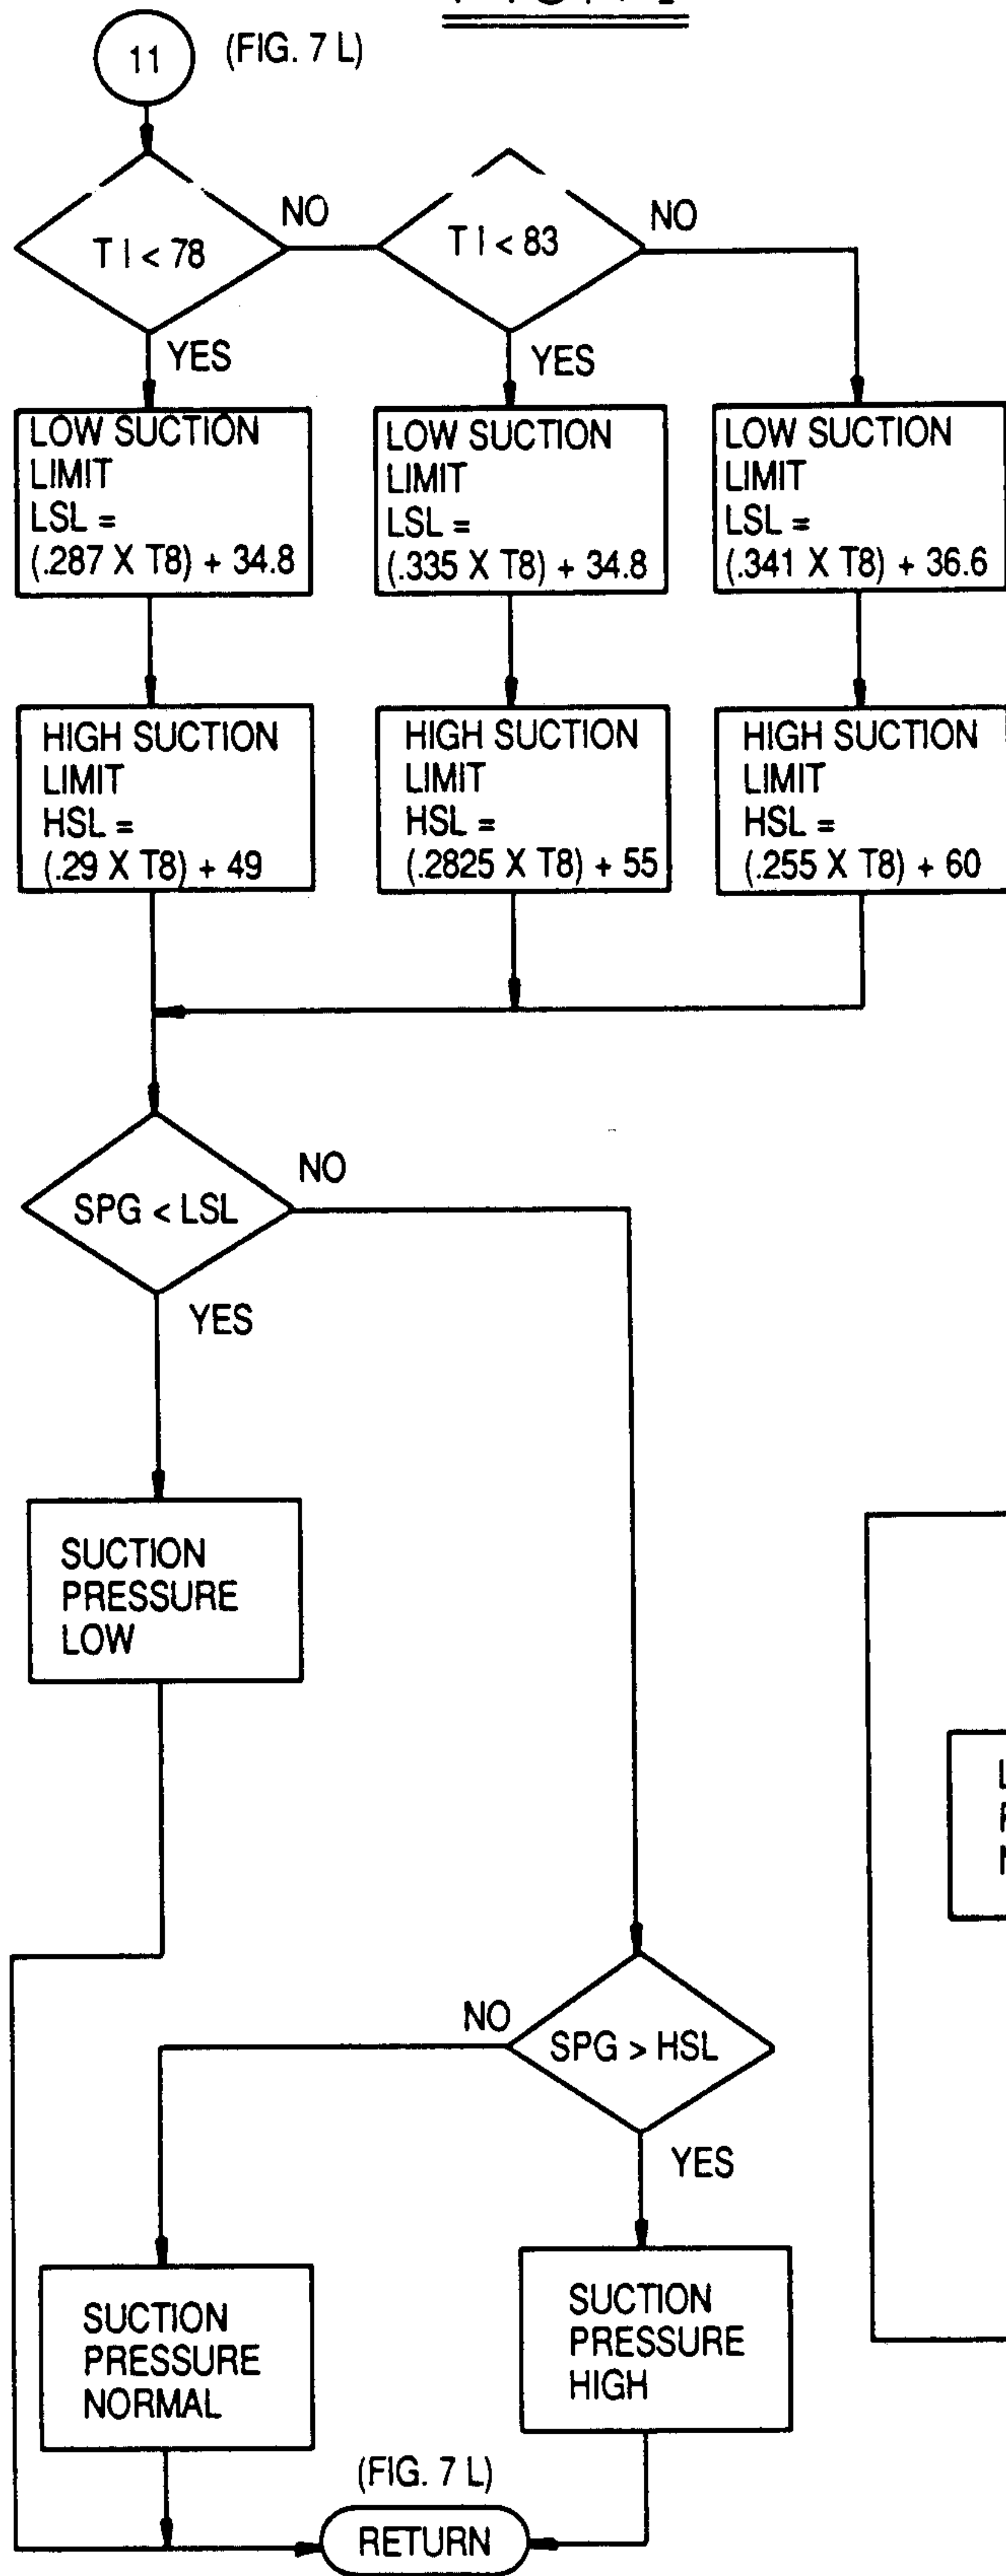 11 (FIG. 7 L)
T I < 78
NO
T I < 83
NO
YES
YES
LOW SUCTION
LIMIT
LSL =
(.287 X T8) + 34.8
LOW SUCTION
LIMIT
LSL =
(.335 X T8) + 34.8
LOW SUCTION
LIMIT
LSL =
(.341 X T8) + 36.6
HIGH SUCTION
LIMIT
HSL =
(.29 X T8) + 49
HIGH SUCTION
LIMIT
HSL =
(.2825 X T8) + 55
HIGH SUCTION
LIMIT
HSL =
(.255 X T8) + 60
SPG < LSL
NO
YES
SUCTION
PRESSURE
LOW
NO
SPG > HSL
YES
SUCTION
PRESSURE
NORMAL
SUCTION
PRESSURE
HIGH
(FIG. 7 L)
RETURN